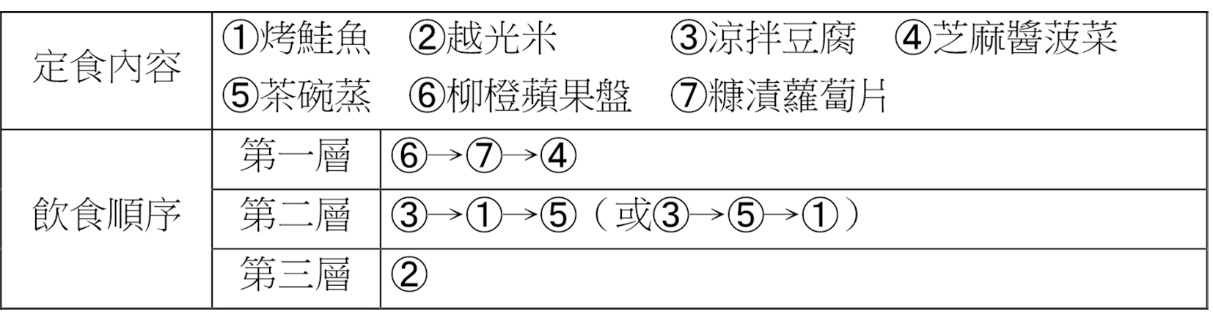 定食內容
①烤鮭魚 ②越光米 ③涼拌豆腐 ④芝麻醬菠菜
⑤茶碗蒸 ⑥柳橙蘋果盤 ⑦糠漬蘿蔔片
飲食順序
第一層 ⑥→⑦→④
第二層 ③→①→⑤（或③→⑤→①）
第三層 ②